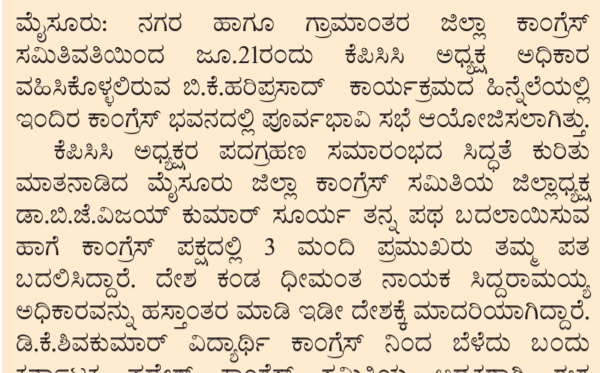 ಮೈಸೂರು: ನಗರ ಹಾಗೂ ಗ್ರಾಮಾಂತರ ಜಿಲ್ಲಾ ಕಾಂಗ್ರೆಸ್
ಸಮಿತಿವತಿಯಿಂದ ಜೂ.21ರಂದು ಕೆಪಿಸಿಸಿ ಅಧ್ಯಕ್ಷ ಅಧಿಕಾರ
ವಹಿಸಿಕೊಳ್ಳಲಿರುವ ಬಿ.ಕೆ.ಹರಿಪ್ರಸಾದ್ ಕಾರ್ಯಕ್ರಮದ ಹಿನ್ನೆಲೆಯಲ್ಲಿ
ಇಂದಿರ ಕಾಂಗ್ರೆಸ್ ಭವನದಲ್ಲಿ ಪೂರ್ವಭಾವಿ ಸಭೆ ಆಯೋಜಿಸಲಾಗಿತ್ತು.
ಕೆಪಿಸಿಸಿ ಅಧ್ಯಕ್ಷರ ಪದಗ್ರಹಣ ಸಮಾರಂಭದ ಸಿದ್ಧತೆ ಕುರಿತು
ಮಾತನಾಡಿದ ಮೈಸೂರು ಜಿಲ್ಲಾ ಕಾಂಗ್ರೆಸ್ ಸಮಿತಿಯ ಜಿಲ್ಲಾಧ್ಯಕ್ಷ
ಡಾ.ಬಿ.ಜೆ.ವಿಜಯ್ ಕುಮಾರ್ ಸೂರ್ಯ ತನ್ನ ಪಥ ಬದಲಾಯಿಸುವ
ಹಾಗೆ ಕಾಂಗ್ರೆಸ್ ಪಕ್ಷದಲ್ಲಿ 3 ಮಂದಿ ಪ್ರಮುಖರು ತಮ್ಮ ಪತ
ಬದಲಿಸಿದ್ದಾರೆ. ದೇಶ ಕಂಡ ಧೀಮಂತ ನಾಯಕ ಸಿದ್ದರಾಮಯ್ಯ
ಅಧಿಕಾರವನ್ನು ಹಸ್ತಾಂತರ ಮಾಡಿ ಇಡೀ ದೇಶಕ್ಕೆ ಮಾದರಿಯಾಗಿದ್ದಾರೆ.
ಡಿ.ಕೆ.ಶಿವಕುಮಾರ್ ವಿದ್ಯಾರ್ಥಿ ಕಾಂಗ್ರೆಸ್ ನಿಂದ ಬೆಳೆದು ಬಂದು